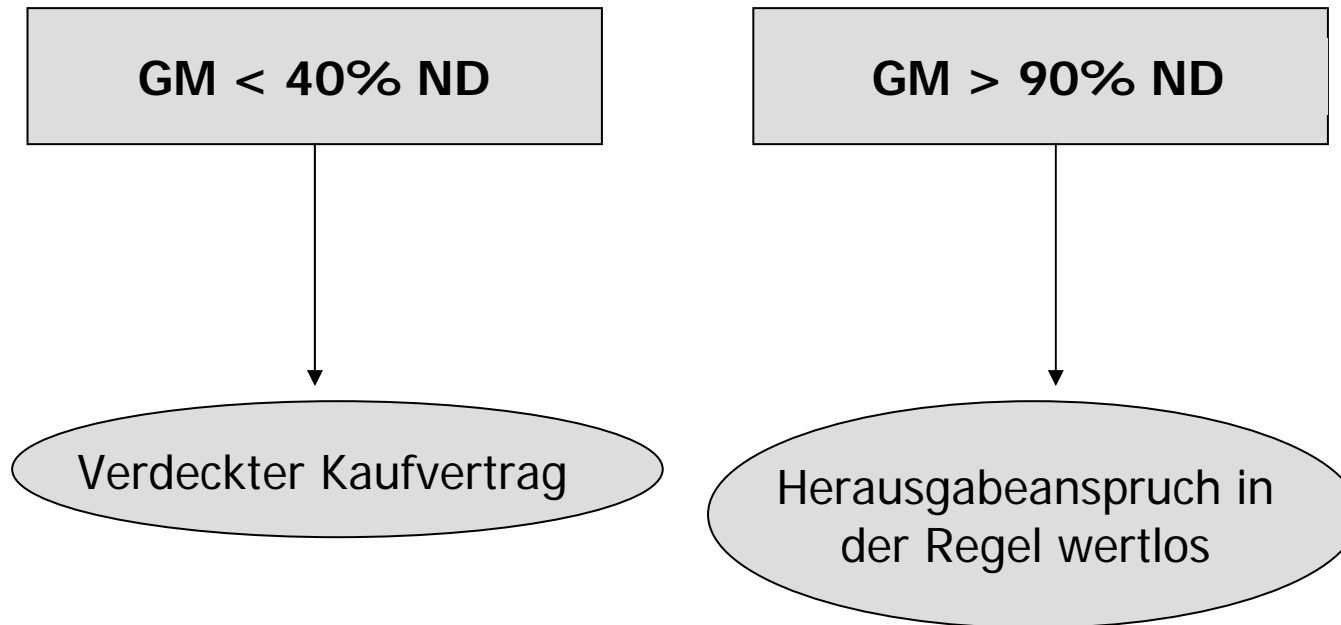 GM < 40% ND
GM > 90% ND
Verdeckter Kaufvertrag
Herausgabeanspruch in
der Regel wertlos